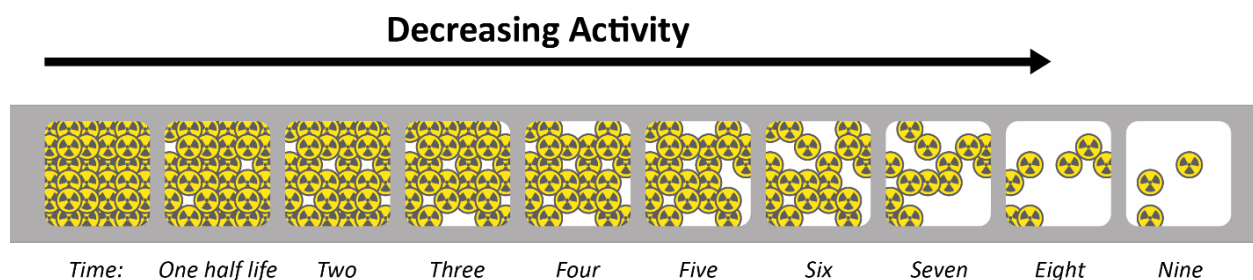 Decreasing Activity
Time: One half life Two Three Four Five Six Seven Eight Nine